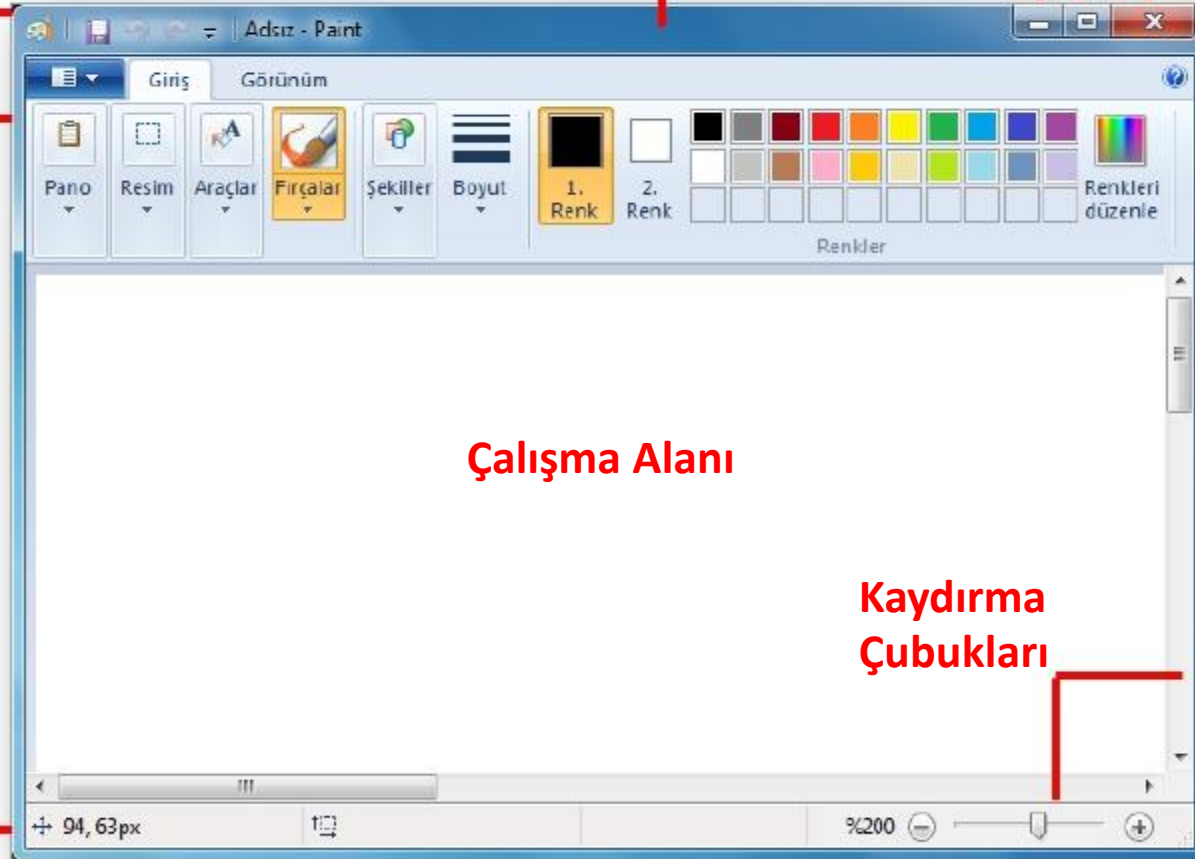 Adsız - Paint
Giriş Görünüm
Pano Resim Araçlar Fırçalar Şekiller Boyut 1. Renk 2. Renk Renkleri düzenle
Renkler
Çalışma Alanı
Kaydırma
Çubukları
94, 63px %200